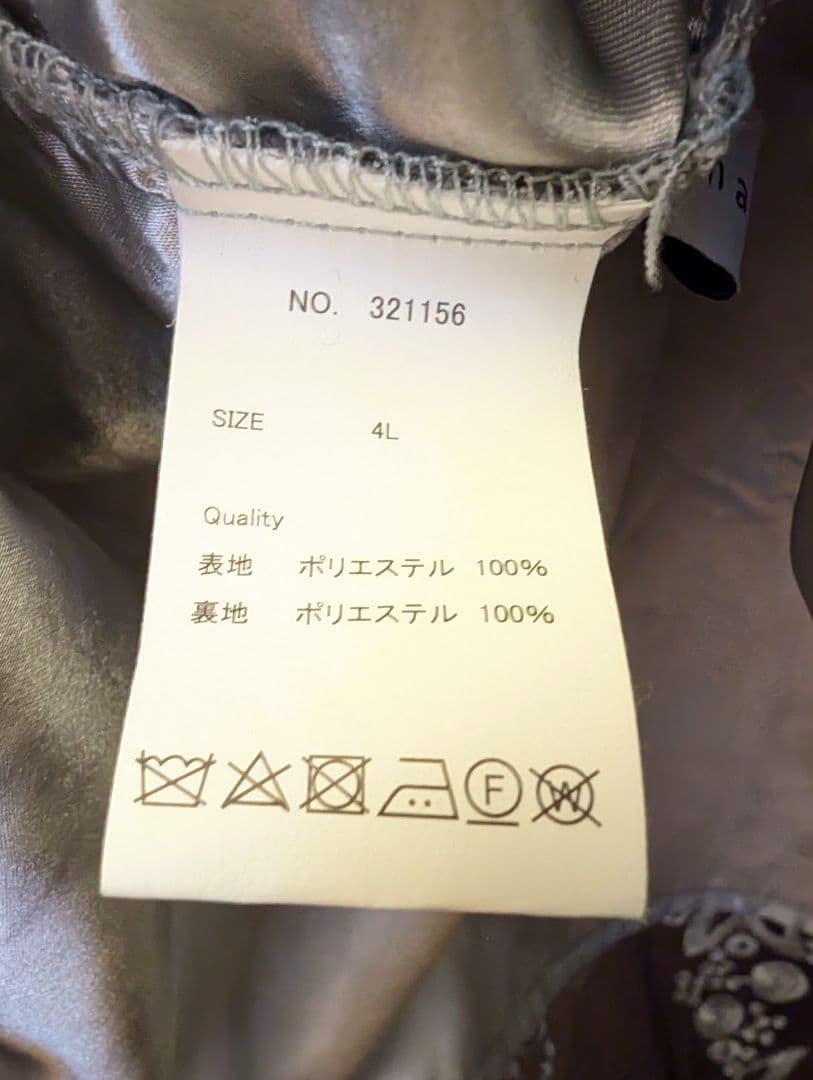 NO. 321156
SIZE 4L
Quality
表地 ポリエステル 100%
裏地 ポリエステル 100%
F W